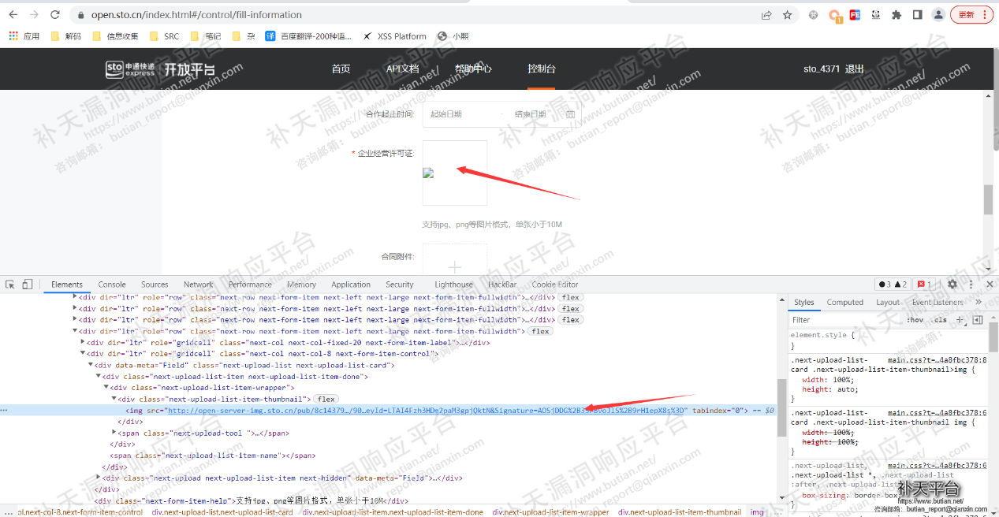 open.sto.cn/index.html#/control/fill-information
更新
应用 解码 信息收集 SRC 笔记 杂 译 百度翻译-200种语... XSS Platform 小熙
sto 申通快递 express 开放平台 首页 API文档 帮助中心 控制台 sto_4371 退出
合作起止时间: 起始日期 - 结束日期
* 企业经营许可证:
支持jpg、png等图片格式，单张小于10M
合同附件:
Elements Console Sources Network Performance Memory Application Security Lighthouse HackBar Cookie Editor 3 2 1
<div dir="ltr" role="row" class="next-row next-form-item next-left next-large next-form-item-fullwidth">…</div> flex
<div dir="ltr" role="row" class="next-row next-form-item next-left next-large next-form-item-fullwidth">…</div> flex
<div dir="ltr" role="row" class="next-row next-form-item next-left next-large next-form-item-fullwidth">…</div> flex
<div dir="ltr" role="row" class="next-row next-form-item next-left next-large next-form-item-fullwidth"> flex
<div dir="ltr" role="gridcell" class="next-col next-col-fixed-20 next-form-item-label">…</div>
<div dir="ltr" role="gridcell" class="next-col next-col-8 next-form-item-control">
<div data-meta="Field" class="next-upload-list next-upload-list-card">
<div class="next-upload-list-item next-upload-list-item-done">
<div class="next-upload-list-item-wrapper">
<div class="next-upload-list-item-thumbnail"> flex
<img src="http://open-server-img.sto.cn/pub/8c14379…/90…eyId=LTAI4Fzh3HDm2paM3gpjQktN&Signature=AOSjDDG%2B3 tabindex="0"> == $0
</div>
<span class="next-upload-tool ">…</span>
</div>
<span class="next-upload-list-item-name"></span>
</div>
<div class="next-upload next-upload-list-item next-hidden" data-meta="Field">…</div>
</div>
<div class="next-form-item-help">支持jpg、png等图片格式，单张小于10M</div>
... ol.next-col-8.next-form-item-control div.next-upload-list.next-upload-list-card div.next-upload-list-item.next-upload-list-item-done div.next-upload-list-item-wrapper div.next-upload-list-item-thumbnail img ...
Styles Computed Layout Event Listeners
Filter :hov .cls
element.style {
}
.next-upload-list- main.css?t=…4a8fbc378:8
card .next-upload-list-item-thumbnail>img {
width: 100%;
height: auto;
}
.next-upload-list- main.css?t=…4a8fbc378:6
card .next-upload-list-item-thumbnail img {
width: 100%;
height: 100%;
}
.next-upload-list, main.css?t=…4a8fbc378:6
.next-upload-list *, .next-upload-list
:after, .next-upload-list
box-sizing: border-box;
补天漏洞响应平台
https://www.butian.net/
咨询邮箱：butian_report@qianxin.com
补天平台
https://www.butian.net/
咨询邮箱：butian_report@qianxin.com